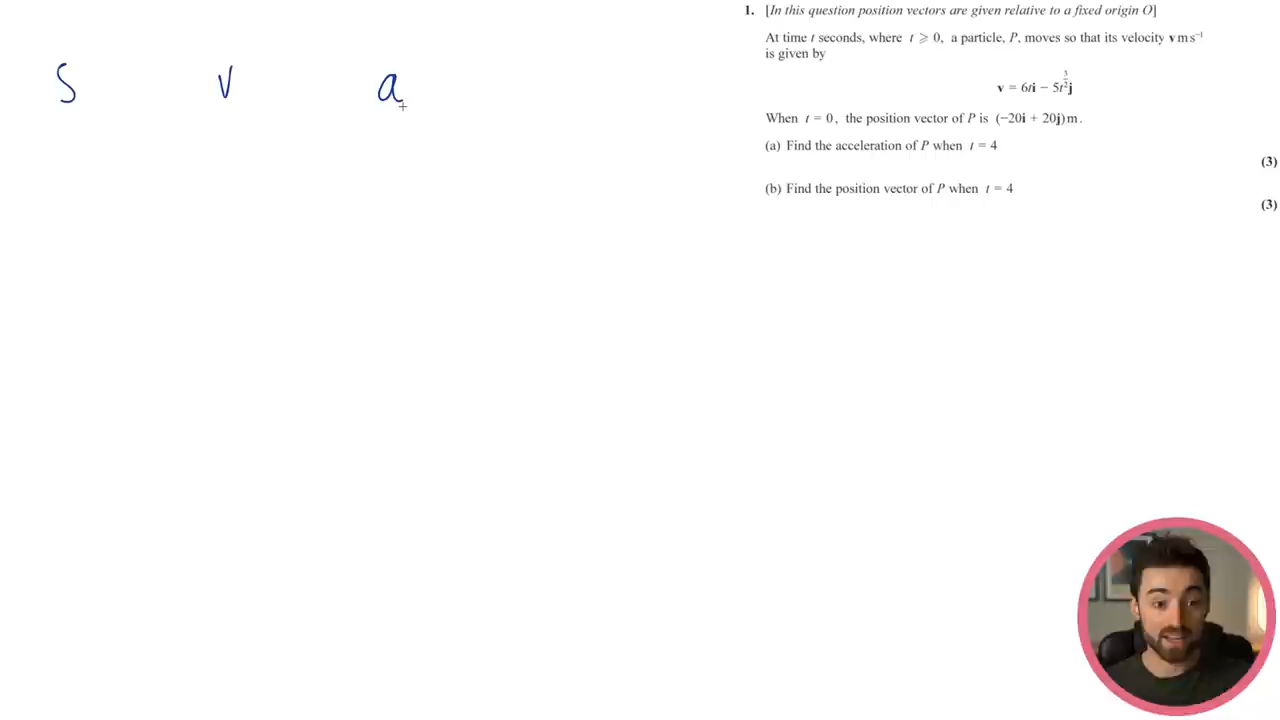 s v a
1. [In this question position vectors are given relative to a fixed origin O]
At time t seconds, where t ⩾ 0, a particle, P, moves so that its velocity v m s⁻¹
is given by
v = 6ti − 5t^(3/2)j
When t = 0, the position vector of P is (−20i + 20j) m.
(a) Find the acceleration of P when t = 4
(3)
(b) Find the position vector of P when t = 4
(3)